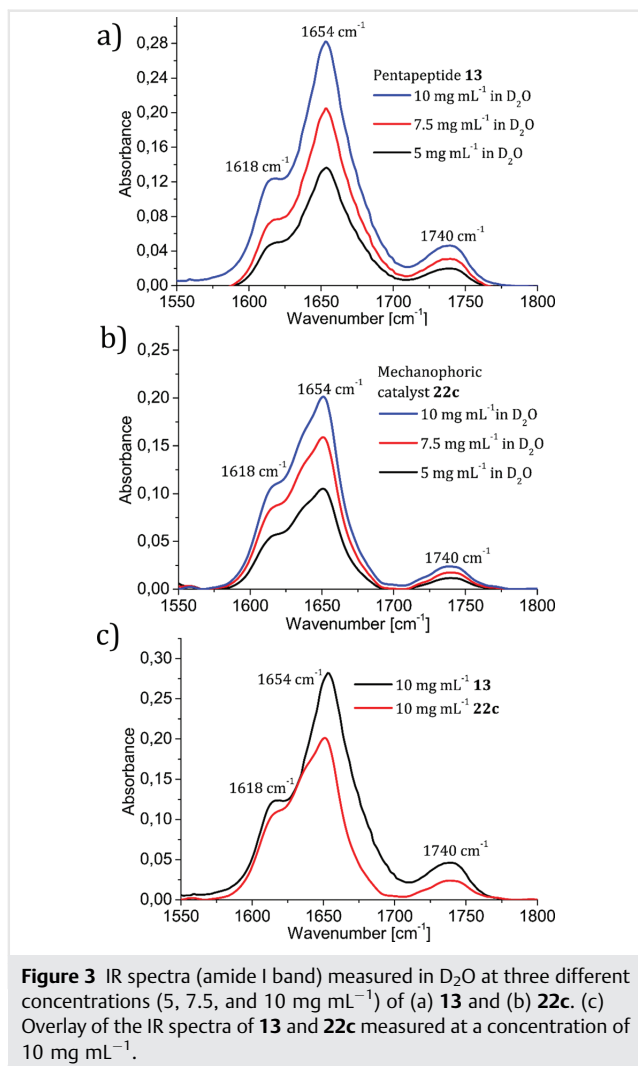 a)
1654 cm⁻¹
0,28
0,24
0,20
0,16
0,12
0,08
0,04
0,00
Absorbance
Pentapeptide 13
10 mg mL⁻¹ in D₂O
7.5 mg mL⁻¹ in D₂O
5 mg mL⁻¹ in D₂O
1618 cm⁻¹
1740 cm⁻¹
1550 1600 1650 1700 1750 1800
Wavenumber [cm⁻¹]
b)
0,25
0,20
0,15
0,10
0,05
0,00
Absorbance
1654 cm⁻¹
Mechanophoric
catalyst 22c
10 mg mL⁻¹ in D₂O
7.5 mg mL⁻¹ in D₂O
5 mg mL⁻¹ in D₂O
1618 cm⁻¹
1740 cm⁻¹
1550 1600 1650 1700 1750 1800
Wavenumber [cm⁻¹]
c)
0,30
0,25
0,20
0,15
0,10
0,05
0,00
Absorbance
1654 cm⁻¹
10 mg mL⁻¹ 13
10 mg mL⁻¹ 22c
1618 cm⁻¹
1740 cm⁻¹
1550 1600 1650 1700 1750 1800
Wavenumber [cm⁻¹]
Figure 3 IR spectra (amide I band) measured in D₂O at three different
concentrations (5, 7.5, and 10 mg mL⁻¹) of (a) 13 and (b) 22c. (c)
Overlay of the IR spectra of 13 and 22c measured at a concentration of
10 mg mL⁻¹.